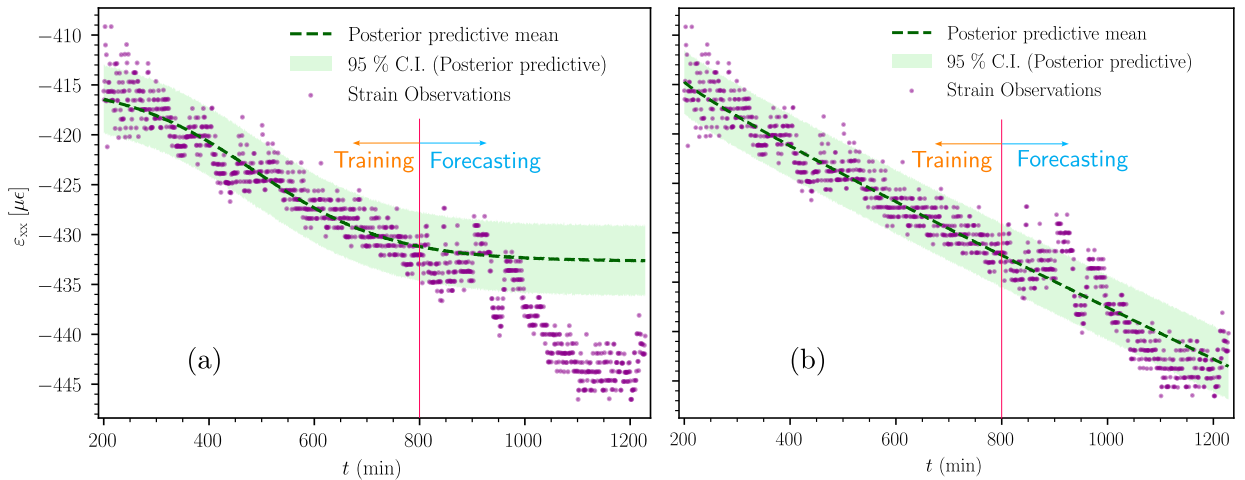 Posterior predictive mean
95 % C.I. (Posterior predictive)
Strain Observations
Training
Forecasting
(a)
εxx [με]
−410
−415
−420
−425
−430
−435
−440
−445
200 400 600 800 1000 1200
t (min)
Posterior predictive mean
95 % C.I. (Posterior predictive)
Strain Observations
Training
Forecasting
(b)
200 400 600 800 1000 1200
t (min)